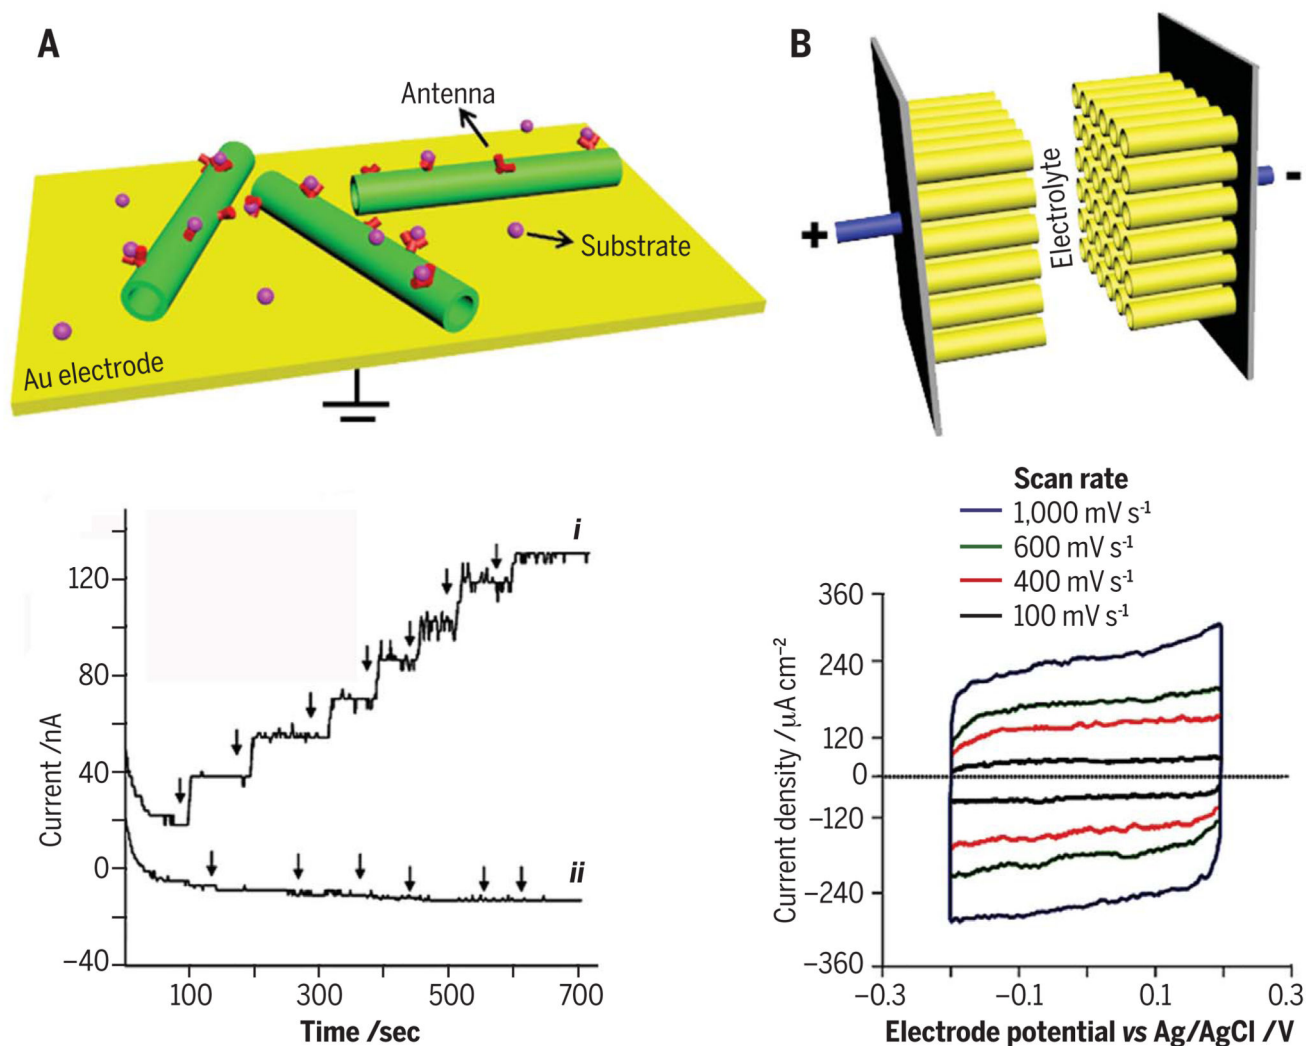 A
Antenna
Substrate
Au electrode
B
Electrolyte
+
-
120
80
40
0
−40
Current /nA
i
ii
100
300
500
700
Time /sec
Scan rate
1,000 mV s-1
600 mV s-1
400 mV s-1
100 mV s-1
360
240
120
0
−120
−240
−360
Current density /μA cm−2
−0.3
−0.1
0.1
0.3
Electrode potential vs Ag/AgCl /V